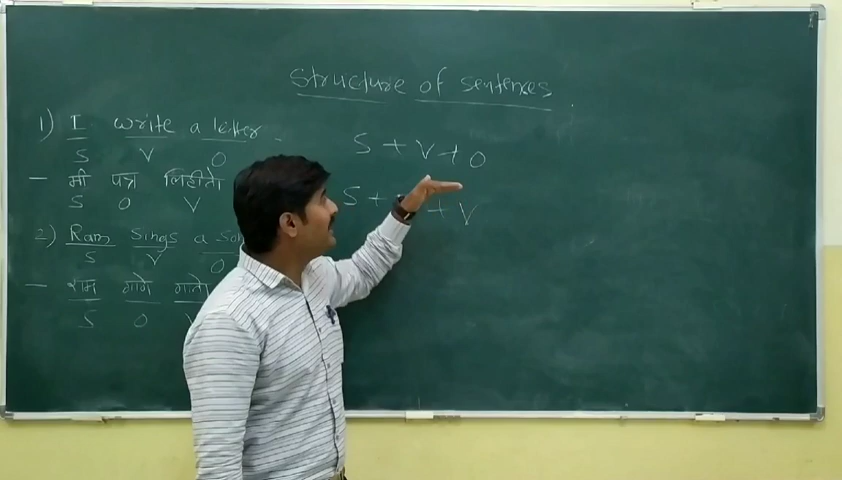 Structure of sentences
1) I write a letter.
S V O
– मी पत्र लिहीतो
S O V
2) Ram sings a
S V O
– राम गाणे गातो
S O
S + V + O
S + + V